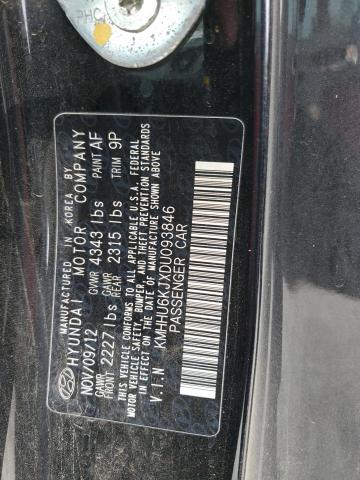 PHC
MANUFACTURED IN KOREA BY
HYUNDAI MOTOR COMPANY
NOV/09/12 GVWR 4343 lbs PAINT AF
GAWR FRONT 2227 lbs GAWR REAR 2315 lbs TRIM 9P
THIS VEHICLE CONFORMS TO ALL APPLICABLE U.S.A. FEDERAL
MOTOR VEHICLE SAFETY, BUMPER, AND THEFT PREVENTION STANDARDS
IN EFFECT ON THE DATE OF MANUFACTURE SHOWN ABOVE.
V.I.N KMHHU6KJXDU093846
PASSENGER CAR